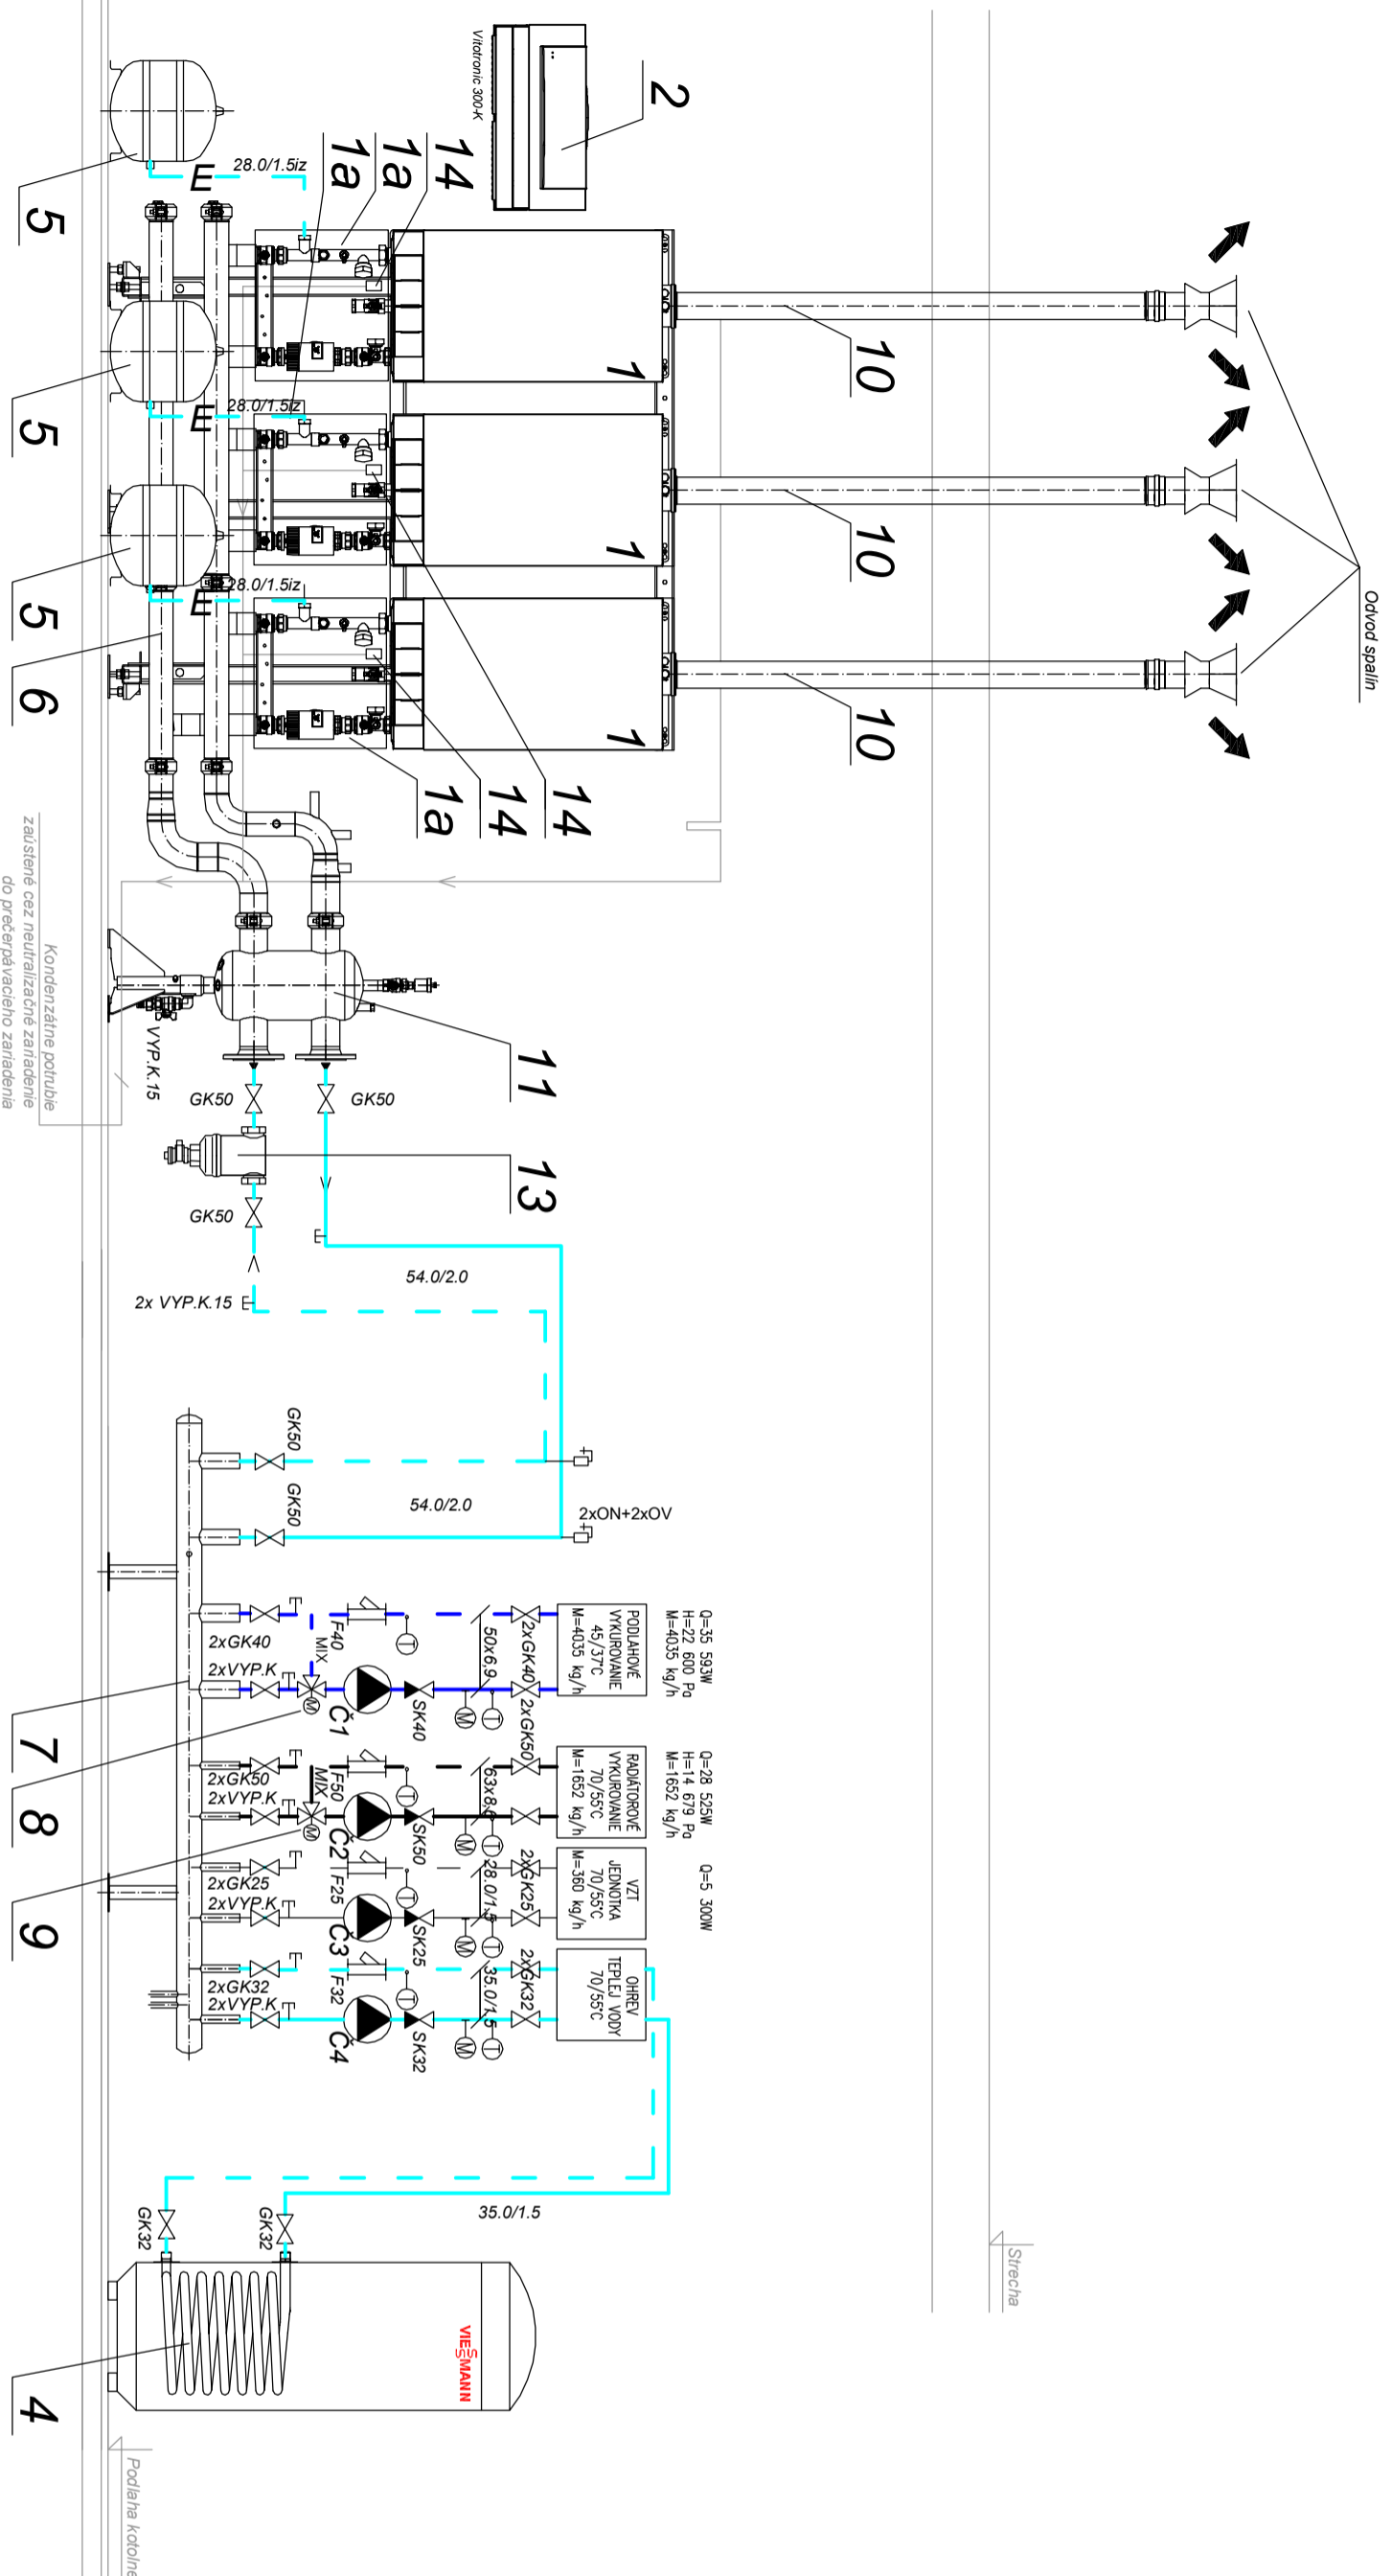 Odvod spalín
2
Vitotronic 300-K
14
1a
1a
10
10
10
1
1
1
28.0/1.5iz
E
28.0/1.5iz
E
28.0/1.5iz
E
5
5
5
6
14
14
1a
Kondenzátne potrubie
zaústené cez neutralizačné zariadenie
do prečerpávacieho zariadenia
VYP.K.15
11
13
GK50
GK50
GK50
2x VYP.K.15
54.0/2.0
54.0/2.0
GK50
GK50
2xON+2xOV
Q=35 593W
H=22 600 Pa
M=4035 kg/h
PODLAHOVÉ
VYKUROVANIE
45/37°C
M=4035 kg/h
Q=28 525W
H=14 679 Pa
M=1652 kg/h
RADIÁTOROVÉ
VYKUROVANIE
70/55°C
M=1652 kg/h
Q=5 300W
VZT
JEDNOTKA
70/55°C
M=360 kg/h
OHREV
TEPLEJ VODY
70/55°C
2xGK40
2xGK50
2xGK25
2xGK32
50x6,9
63x8,6
28.0/1.5
35.0/1.5
T
T
T
T
M
T
M
T
M
T
M
T
SK40
SK50
SK25
SK32
F40
F50
F25
F32
MIX
MIX
M
M
Č1
Č2
Č3
Č4
2xGK40
2xVYP.K
2xGK50
2xVYP.K
2xGK25
2xVYP.K
2xGK32
2xVYP.K
7
8
9
35.0/1.5
GK32
GK32
VIESSMANN
4
Strecha
Podlaha kotolne